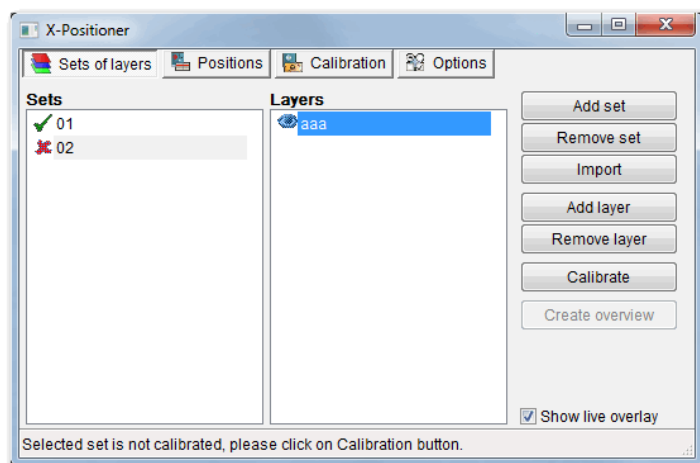 X-Positioner
Sets of layers Positions Calibration Options
Sets Layers
01 aaa
02
Add set
Remove set
Import
Add layer
Remove layer
Calibrate
Create overview
Show live overlay
Selected set is not calibrated, please click on Calibration button.